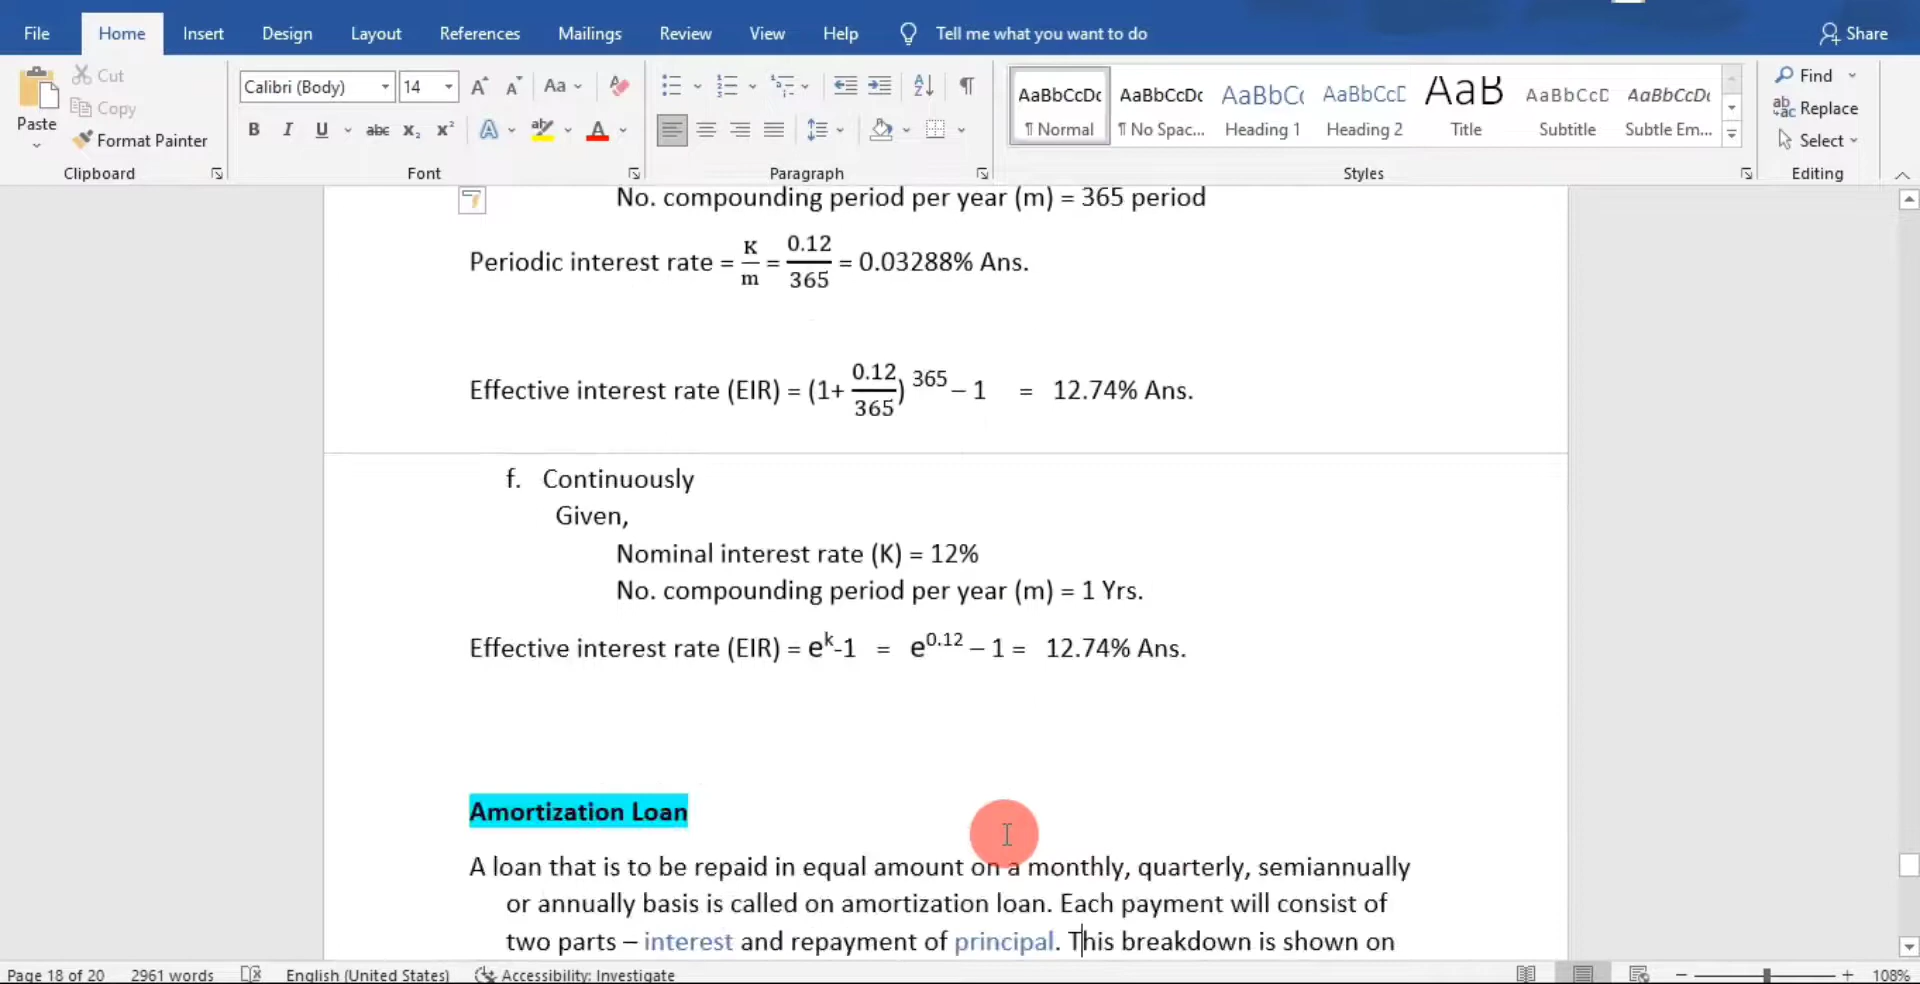 File Home Insert Design Layout References Mailings Review View Help Tell me what you want to do Share
Paste
Cut
Copy
Format Painter
Clipboard
Calibri (Body) 14
Aa
B I U abc x₂ x² A ab A
Font
Paragraph
AaBbCcDc AaBbCcDc AaBbCc AaBbCcD AaB AaBbCcD AaBbCcDc
¶ Normal ¶ No Spac... Heading 1 Heading 2 Title Subtitle Subtle Em...
Styles
Find
Replace
Select
Editing
No. compounding period per year (m) = 365 period
Periodic interest rate = K/m = 0.12/365 = 0.03288% Ans.
Effective interest rate (EIR) = (1+ 0.12/365)^365 – 1 = 12.74% Ans.
f. Continuously
Given,
Nominal interest rate (K) = 12%
No. compounding period per year (m) = 1 Yrs.
Effective interest rate (EIR) = e^k-1 = e^0.12 – 1 = 12.74% Ans.
Amortization Loan
A loan that is to be repaid in equal amount on a monthly, quarterly, semiannually
or annually basis is called on amortization loan. Each payment will consist of
two parts – interest and repayment of principal. This breakdown is shown on
Page 18 of 20 2961 words English (United States) Accessibility: Investigate 108%